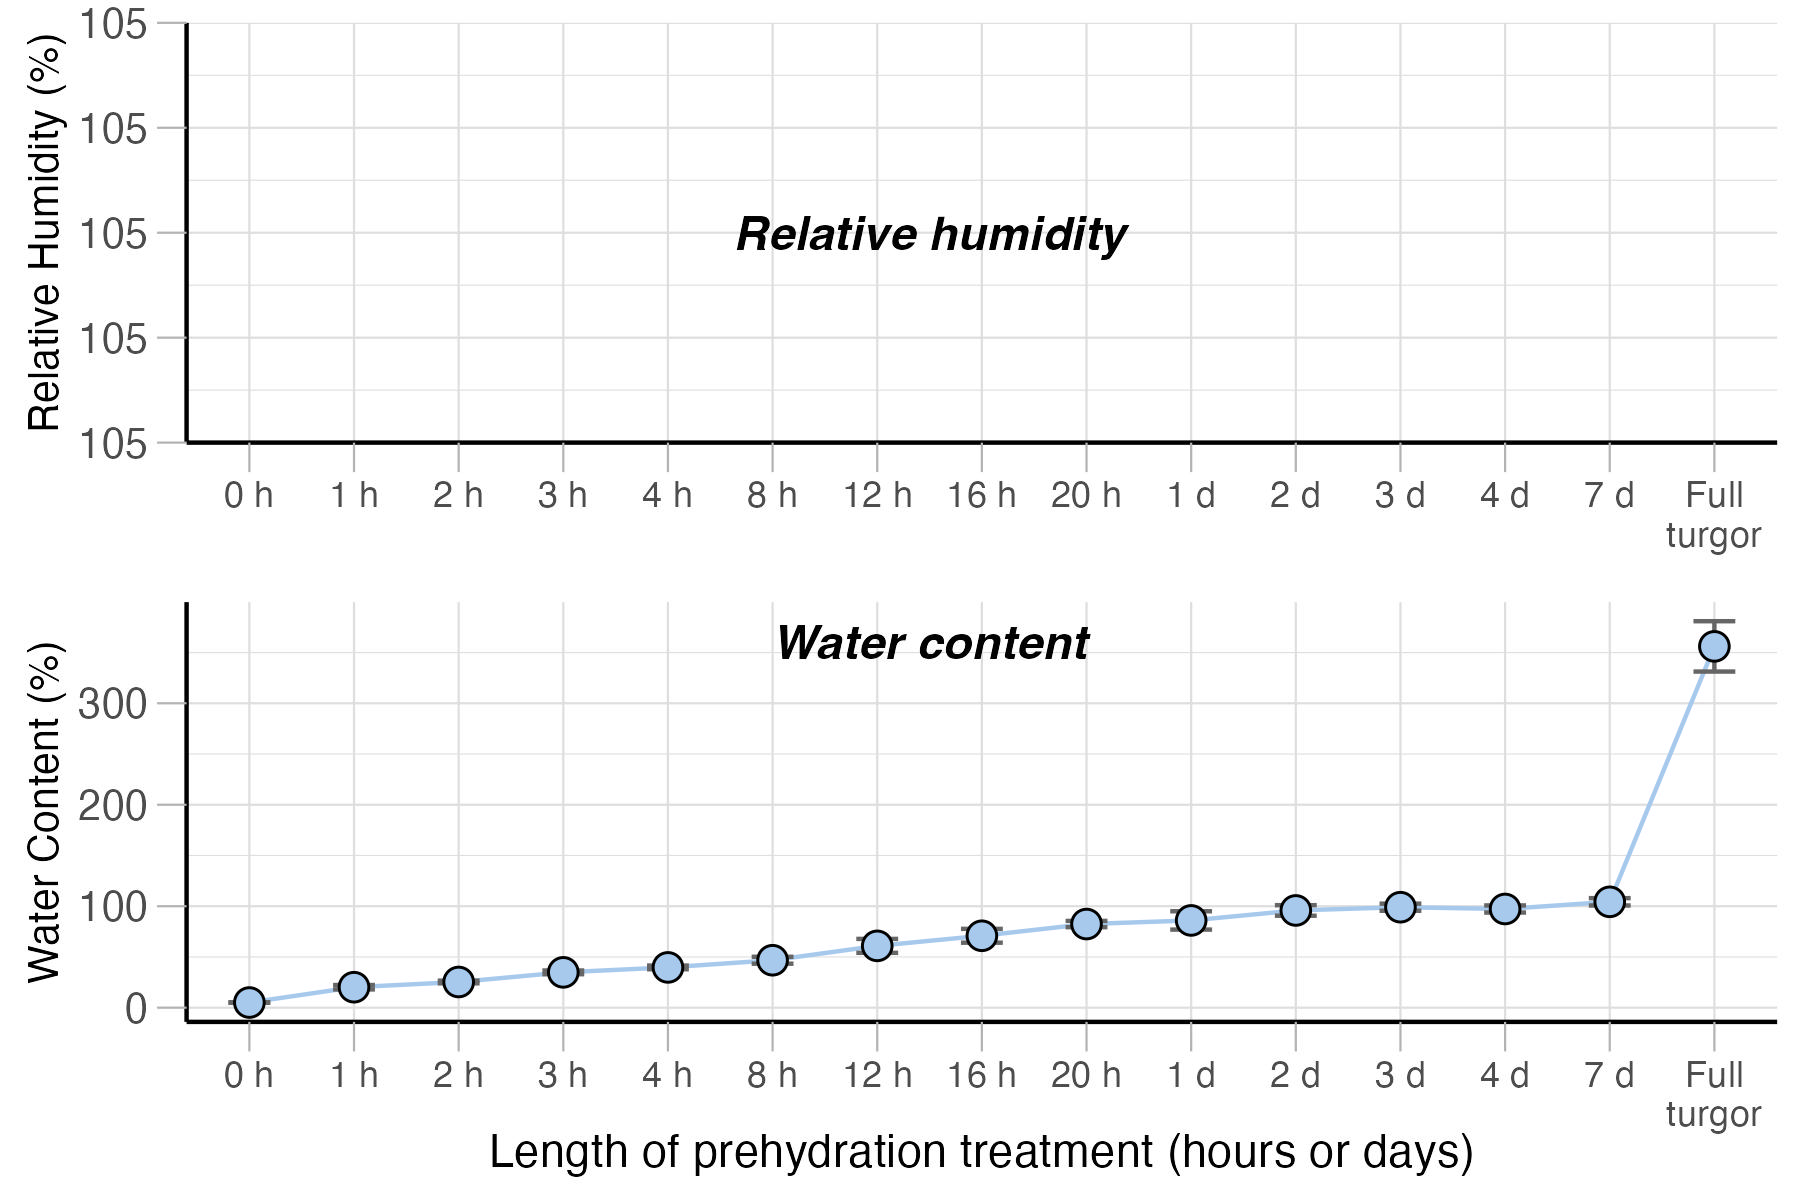 Relative Humidity (%)
105
105
105
105
105
Relative humidity
0 h 1 h 2 h 3 h 4 h 8 h 12 h 16 h 20 h 1 d 2 d 3 d 4 d 7 d Full
turgor
Water Content (%)
300
200
100
0
Water content
0 h 1 h 2 h 3 h 4 h 8 h 12 h 16 h 20 h 1 d 2 d 3 d 4 d 7 d Full
turgor
Length of prehydration treatment (hours or days)